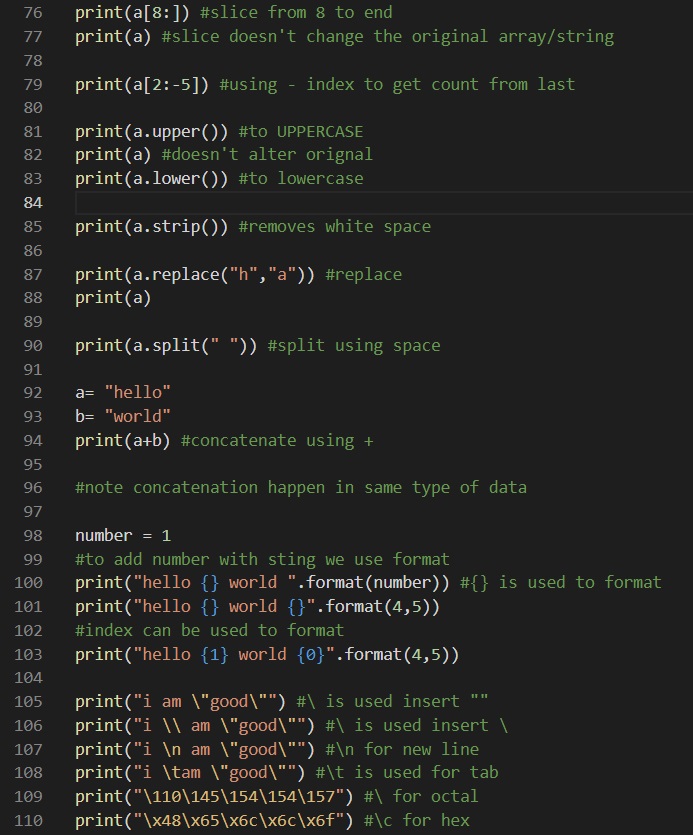 76 print(a[8:]) #slice from 8 to end
77 print(a) #slice doesn't change the original array/string
78
79 print(a[2:-5]) #using - index to get count from last
80
81 print(a.upper()) #to UPPERCASE
82 print(a) #doesn't alter orignal
83 print(a.lower()) #to lowercase
84
85 print(a.strip()) #removes white space
86
87 print(a.replace("h","a")) #replace
88 print(a)
89
90 print(a.split(" ")) #split using space
91
92 a= "hello"
93 b= "world"
94 print(a+b) #concatenate using +
95
96 #note concatenation happen in same type of data
97
98 number = 1
99 #to add number with sting we use format
100 print("hello {} world ".format(number)) #{} is used to format
101 print("hello {} world {}".format(4,5))
102 #index can be used to format
103 print("hello {1} world {0}".format(4,5))
104
105 print("i am \"good\"") #\ is used insert ""
106 print("i \\ am \"good\"") #\ is used insert \
107 print("i \n am \"good\"") #\n for new line
108 print("i \tam \"good\"") #\t is used for tab
109 print("\110\145\154\154\157") #\ for octal
110 print("\x48\x65\x6c\x6c\x6f") #\c for hex